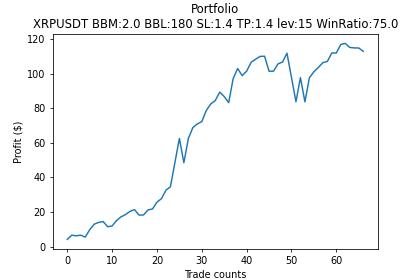 Portfolio
XRPUSDT BBM:2.0 BBL:180 SL:1.4 TP:1.4 lev:15 WinRatio:75.0
120
100
80
60
40
20
0
Profit ($)
0 10 20 30 40 50 60
Trade counts